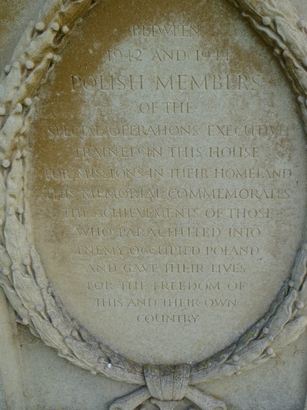 BETWEEN
1942 AND 1944
POLISH MEMBERS
OF THE
SPECIAL OPERATIONS EXECUTIVE
TRAINED IN THIS HOUSE
FOR MISSIONS IN THEIR HOMELAND
THIS MEMORIAL COMMEMORATES
THE ACHIEVEMENTS OF THOSE
WHO PARACHUTED INTO
ENEMY OCCUPIED POLAND
AND GAVE THEIR LIVES
FOR THE FREEDOM OF
THIS AND THEIR OWN
COUNTRY